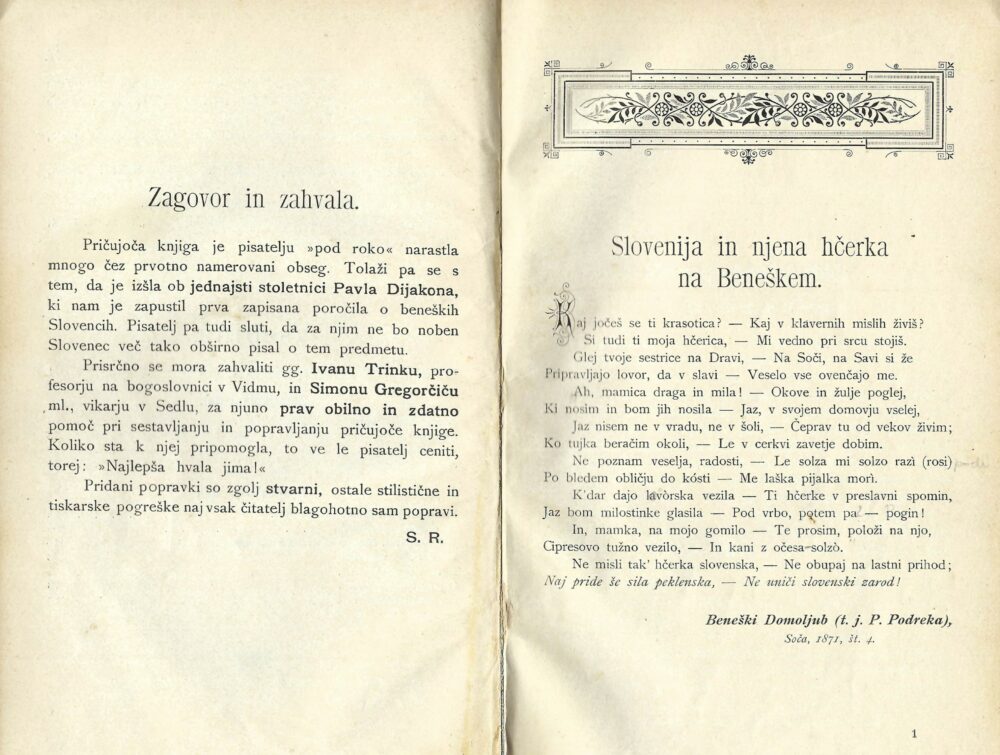 Zagovor in zahvala.
Pričujoča knjiga je pisatelju »pod roko« narastla
mnogo čez prvotno namerovani obseg. Tolaži pa se s
tem, da je izšla ob jednajsti stoletnici Pavla Dijakona,
ki nam je zapustil prva zapisana poročila o beneških
Slovencih. Pisatelj pa tudi sluti, da za njim ne bo noben
Slovenec več tako obširno pisal o tem predmetu.
Prisrčno se mora zahvaliti gg. Ivanu Trinku, pro-
fesorju na bogoslovnici v Vidmu, in Simonu Gregorčiču
ml., vikarju v Sedlu, za njuno prav obilno in zdatno
pomoč pri sestavljanju in popravljanju pričujoče knjige.
Koliko sta k njej pripomogla, to ve le pisatelj ceniti,
torej: »Najlepša hvala jima!«
Pridani popravki so zgolj stvarni, ostale stilistične in
tiskarske pogreške naj vsak čitatelj blagohotno sam popravi.
S. R.
Slovenija in njena hčerka
na Beneškem.
Kaj jočeš se ti krasotica? — Kaj v klavernih mislih živiš?
Si tudi ti moja hčerica, — Mi vedno pri srcu stojiš.
Glej tvoje sestrice na Dravi, — Na Soči, na Savi si že
Pripravljajo lovor, da v slavi — Veselo vse ovenčajo me.
Ah, mamica draga in mila! — Okove in žulje poglej,
Ki nosim in bom jih nosila — Jaz, v svojem domovju vselej,
Jaz nisem ne v vradu, ne v šoli, — Čeprav tu od vekov živim;
Ko tujka beračim okoli, — Le v cerkvi zavetje dobim.
Ne poznam veselja, radosti, — Le solza mi solzo razì (rosi)
Po bledem obličju do kósti — Me laška pijalka morì.
K'dar dajo lavòrska vezila — Ti hčerke v preslavni spomin,
Jaz bom milostinke glasila — Pod vrbo, potem pa — pogin!
In, mamka, na mojo gomilo — Te prosim, položi na njo,
Cipresovo tužno vezilo, — In kani z očesa solzò.
Ne misli tak' hčerka slovenska, — Ne obupaj na lastni prihod;
Naj pride še sila peklenska, — Ne uniči slovenski zarod!
Beneški Domoljub (t. j. P. Podreka),
Soča, 1871, št. 4.
1